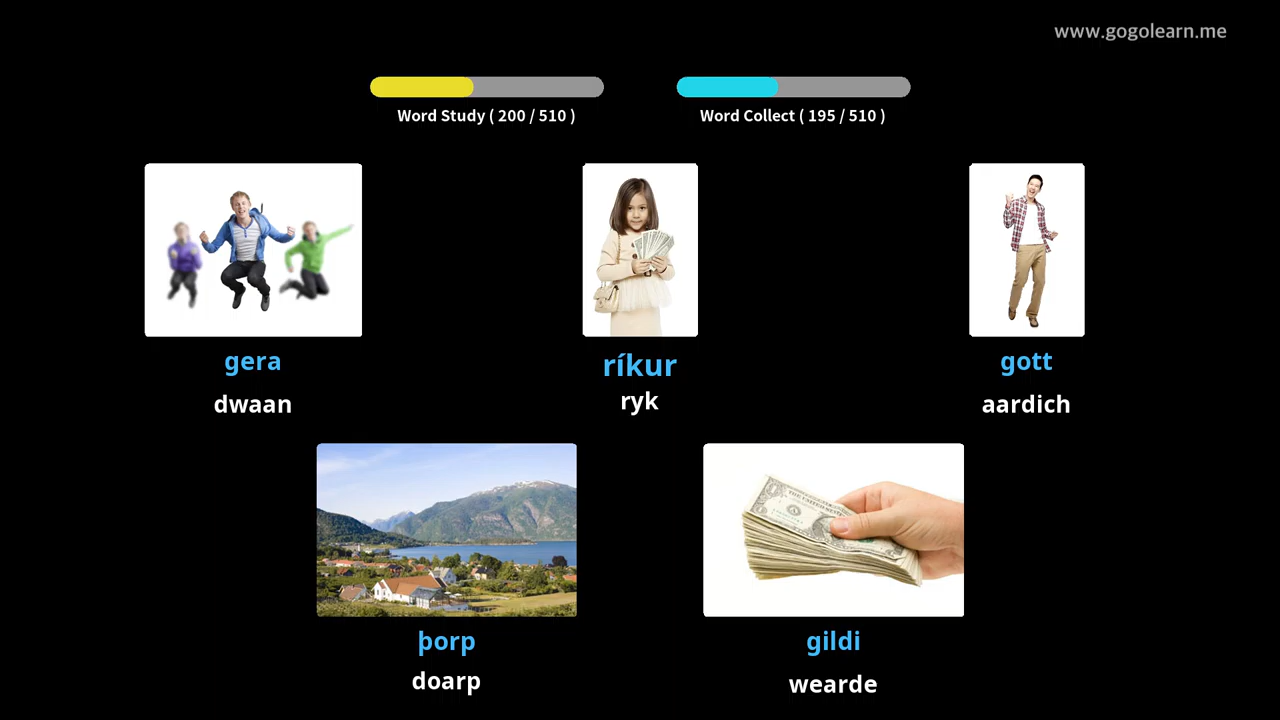 www.gogolearn.me
Word Study ( 200 / 510 )
Word Collect ( 195 / 510 )
gera
dwaan
ríkur
ryk
gott
aardich
þorp
doarp
gildi
wearde